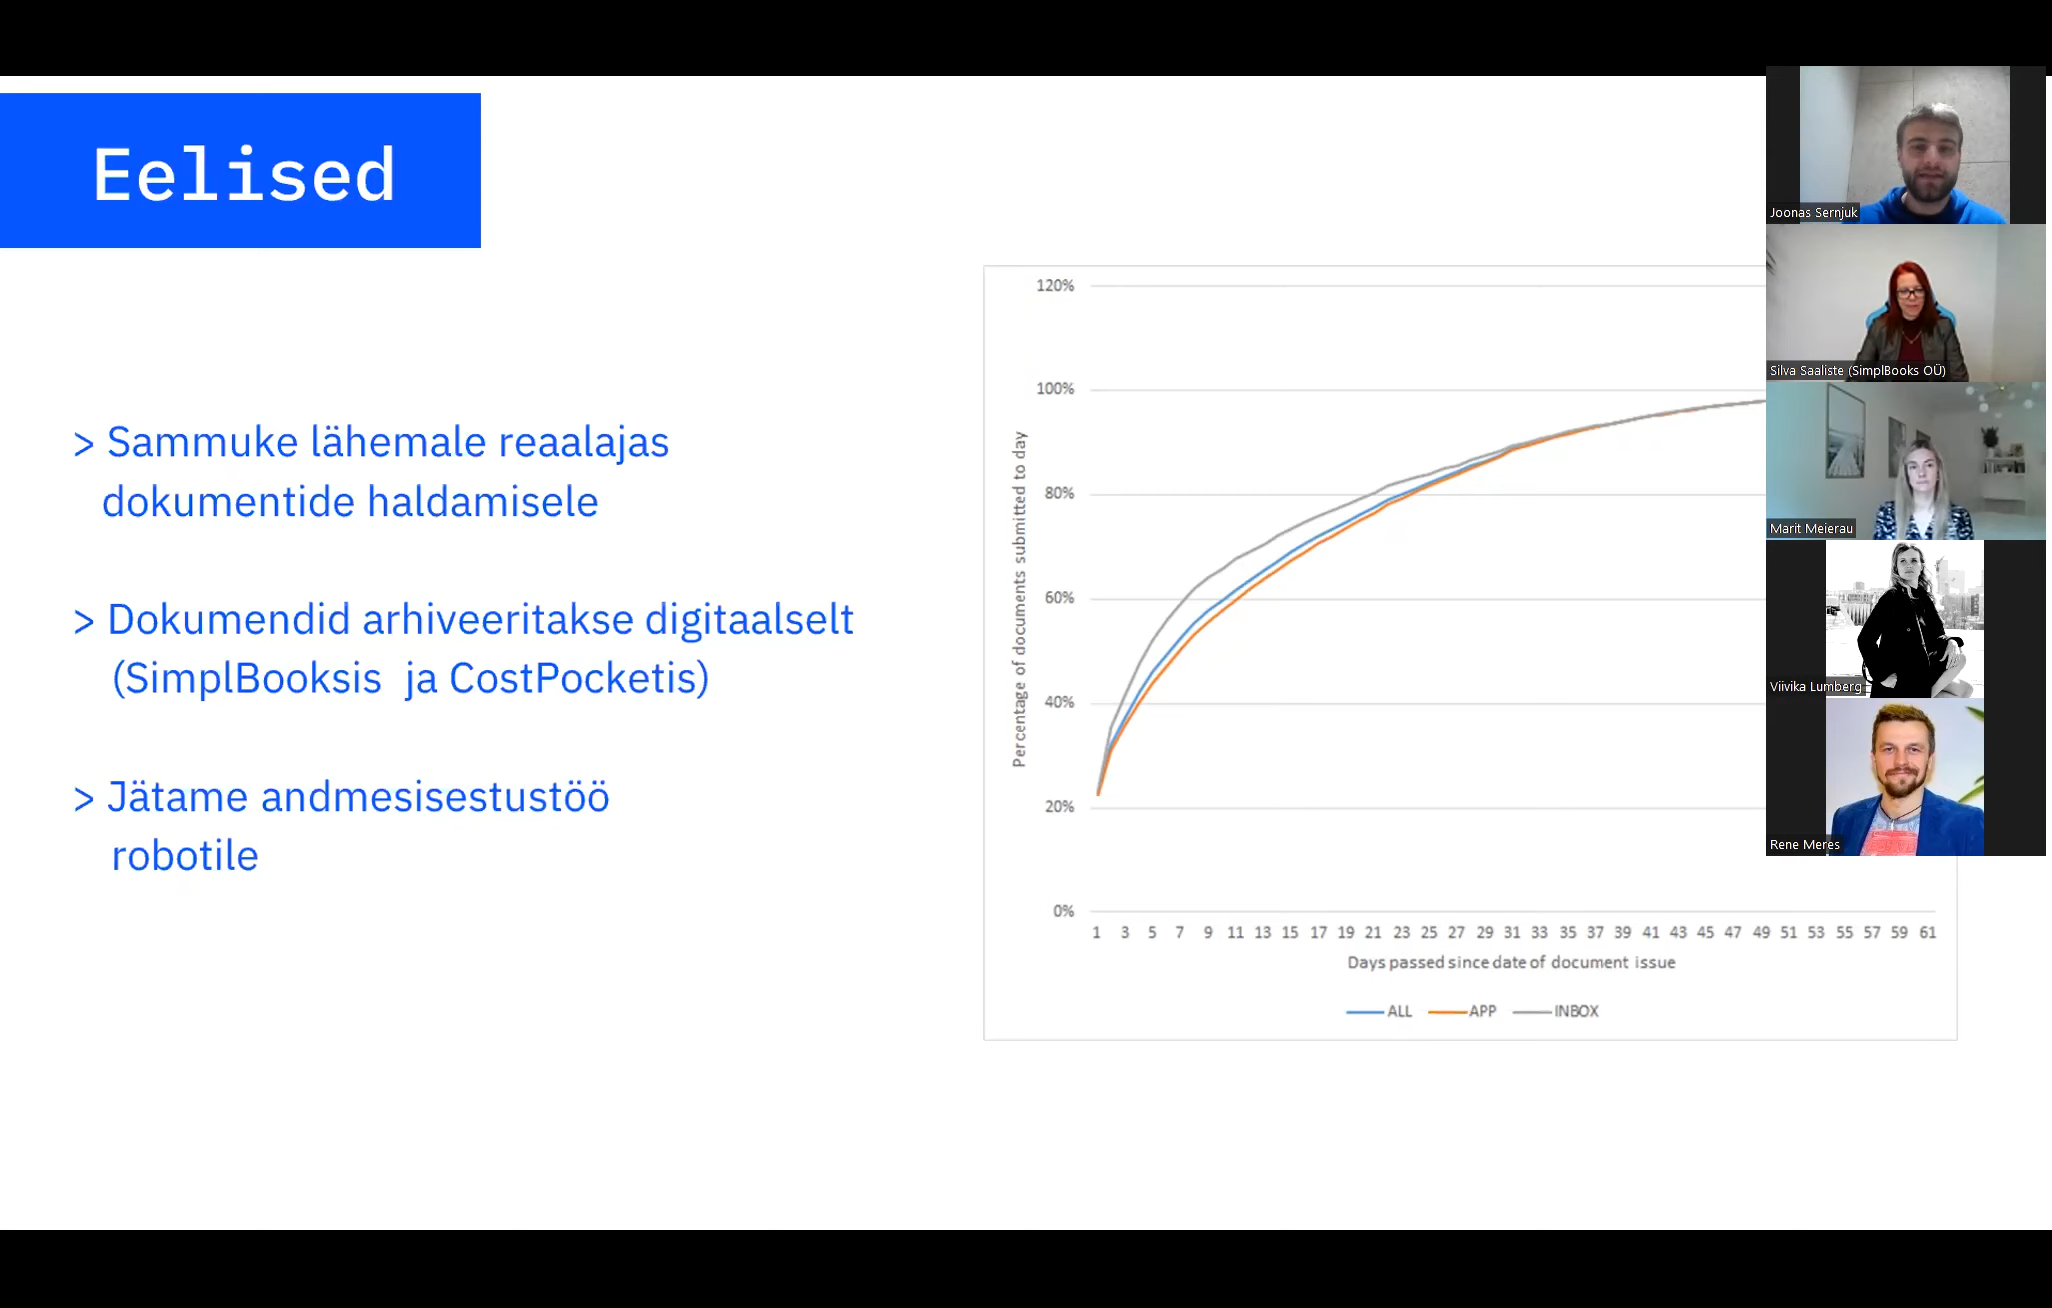 Eelised
> Sammuke lähemale reaalajas
dokumentide haldamisele
> Dokumendid arhiveeritakse digitaalselt
(SimplBooksis ja CostPocketis)
> Jätame andmesisestustöö
robotile
120%
100%
80%
60%
40%
20%
0%
Percentage of documents submitted to day
1 3 5 7 9 11 13 15 17 19 21 23 25 27 29 31 33 35 37 39 41 43 45 47 49 51 53 55 57 59 61
Days passed since date of document issue
ALL APP INBOX
Joonas Sernjuk
Silva Saaliste (SimplBooks OÜ)
Marit Meierau
Viivika Lumberg
Rene Meres